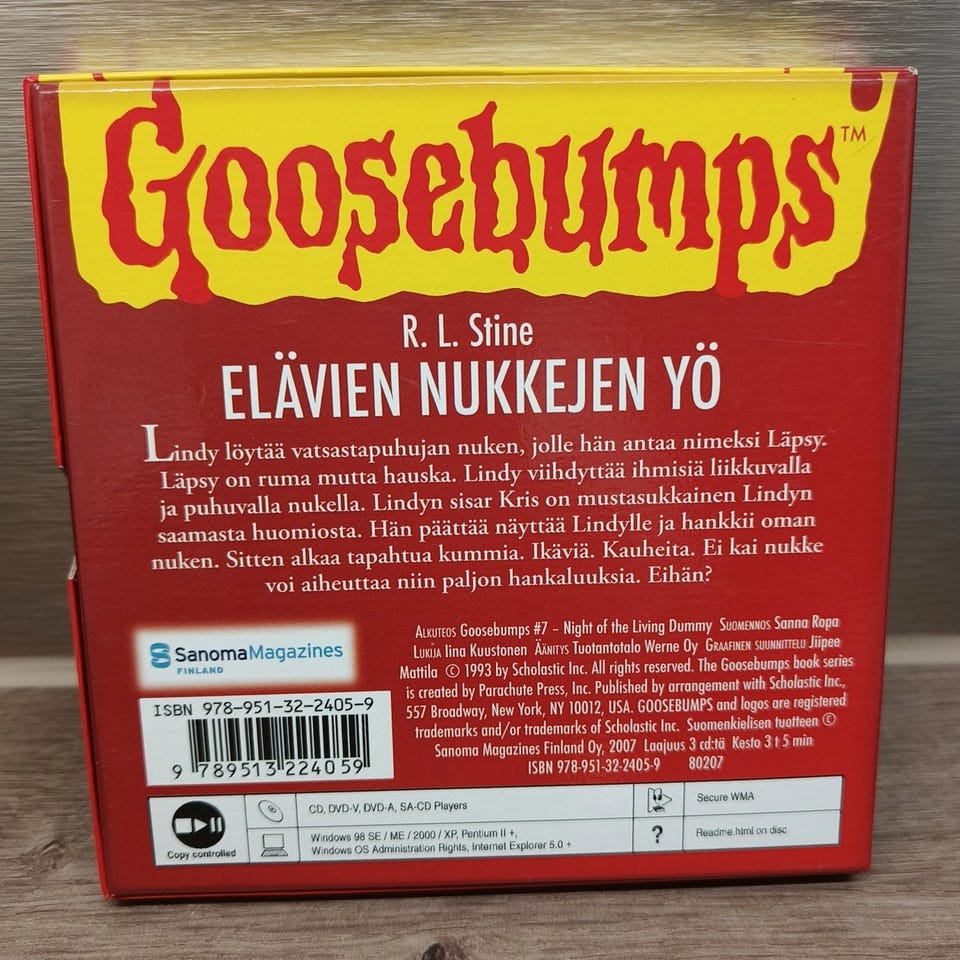 Goosebumps™
R. L. Stine
ELÄVIEN NUKKEJEN YÖ
Lindy löytää vatsastapuhujan nuken, jolle hän antaa nimeksi Läpsy.
Läpsy on ruma mutta hauska. Lindy viihdyttää ihmisiä liikkuvalla
ja puhuvalla nukella. Lindyn sisar Kris on mustasukkainen Lindyn
saamasta huomiosta. Hän päättää näyttää Lindylle ja hankkii oman
nuken. Sitten alkaa tapahtua kummia. Ikäviä. Kauheita. Ei kai nukke
voi aiheuttaa niin paljon hankaluuksia. Eihän?
SanomaMagazines
FINLAND
ISBN 978-951-32-2405-9
9 789513 224059
ALKUTEOS Goosebumps #7 – Night of the Living Dummy SUOMENNOS Sanna Ropa
LUKIJA Iina Kuustonen ÄÄNITYS Tuotantotalo Werne Oy GRAAFINEN SUUNNITTELU Jiipee
Mattila © 1993 by Scholastic Inc. All rights reserved. The Goosebumps book series
is created by Parachute Press, Inc. Published by arrangement with Scholastic Inc.,
557 Broadway, New York, NY 10012, USA. GOOSEBUMPS and logos are registered
trademarks and/or trademarks of Scholastic Inc. Suomenkielisen tuotteen ©
Sanoma Magazines Finland Oy, 2007 Laajuus 3 cd:tä Kesto 3 t 5 min
ISBN 978-951-32-2405-9 80207
Copy controlled
CD, DVD-V, DVD-A, SA-CD Players
Windows 98 SE / ME / 2000 / XP, Pentium II +,
Windows OS Administration Rights, Internet Explorer 5.0 +
Secure WMA
? Readme.html on disc